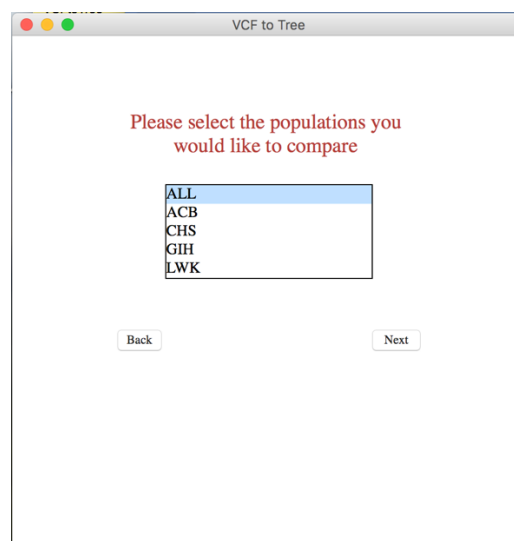 VCF to Tree
Please select the populations you
would like to compare
ALL
ACB
CHS
GIH
LWK
Back
Next